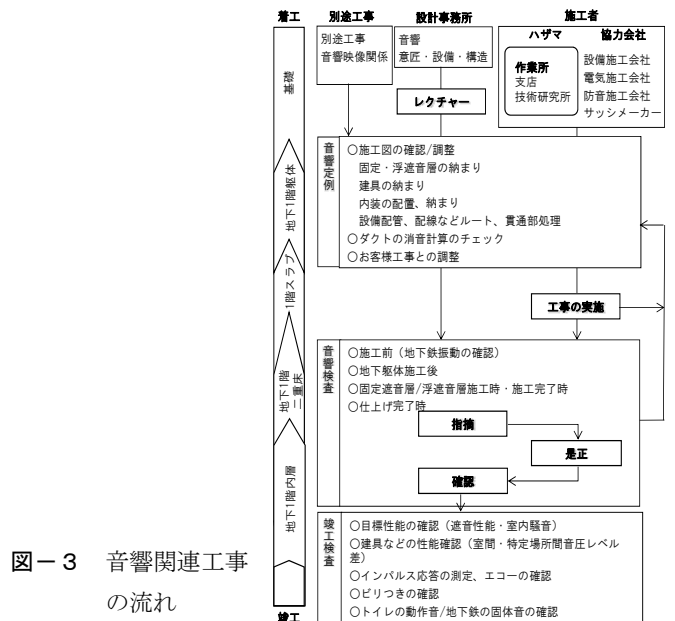 着工
別途工事
設計事務所
施工者
ハザマ
協力会社
別途工事
音響映像関係
音響
意匠・設備・構造
作業所
支店
技術研究所
設備施工会社
電気施工会社
防音施工会社
サッシメーカー
レクチャー
基礎
地下1階躯体
1階スラブ
地下1階
二重床
地下1階内層
竣工
音響定例
○施工図の確認/調整
固定・浮遮音層の納まり
建具の納まり
内装の配置、納まり
設備配管、配線などルート、貫通部処理
○ダクトの消音計算のチェック
○お客様工事との調整
工事の実施
音響検査
○施工前（地下鉄振動の確認）
○地下躯体施工後
○固定遮音層/浮遮音層施工時・施工完了時
○仕上げ完了時
指摘
是正
確認
竣工検査
○目標性能の確認（遮音性能・室内騒音）
○建具などの性能確認（室間・特定場所間音圧レベル
差）
○インパルス応答の測定、エコーの確認
○ビリつきの確認
○トイレの動作音/地下鉄の固体音の確認
図－3 音響関連工事
の流れ